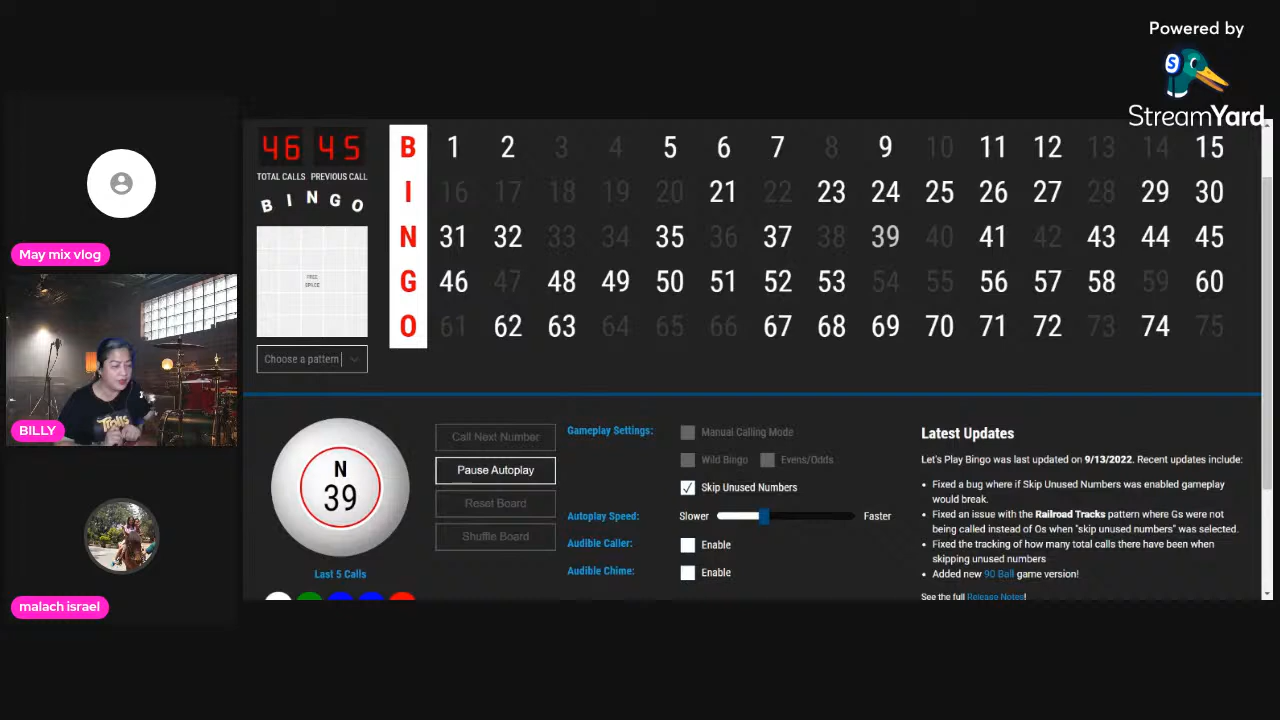 Powered by
StreamYard
46 45
TOTAL CALLS PREVIOUS CALL
B I N G O
FREE
SPACE
Choose a pattern
B 1 2 3 4 5 6 7 8 9 10 11 12 13 14 15
I 16 17 18 19 20 21 22 23 24 25 26 27 28 29 30
N 31 32 33 34 35 36 37 38 39 40 41 42 43 44 45
G 46 47 48 49 50 51 52 53 54 55 56 57 58 59 60
O 61 62 63 64 65 66 67 68 69 70 71 72 73 74 75
May mix vlog
Trolls
BILLY
malach israel
N
39
Last 5 Calls
Call Next Number
Pause Autoplay
Reset Board
Shuffle Board
Gameplay Settings:
Manual Calling Mode
Wild Bingo Evens/Odds
Skip Unused Numbers
Autoplay Speed: Slower Faster
Audible Caller: Enable
Audible Chime: Enable
Latest Updates
Let's Play Bingo was last updated on 9/13/2022. Recent updates include:
• Fixed a bug where if Skip Unused Numbers was enabled gameplay
would break.
• Fixed an issue with the Railroad Tracks pattern where Gs were not
being called instead of Os when "skip unused numbers" was selected.
• Fixed the tracking of how many total calls there have been when
skipping unused numbers
• Added new 90 Ball game version!
See the full Release Notes!